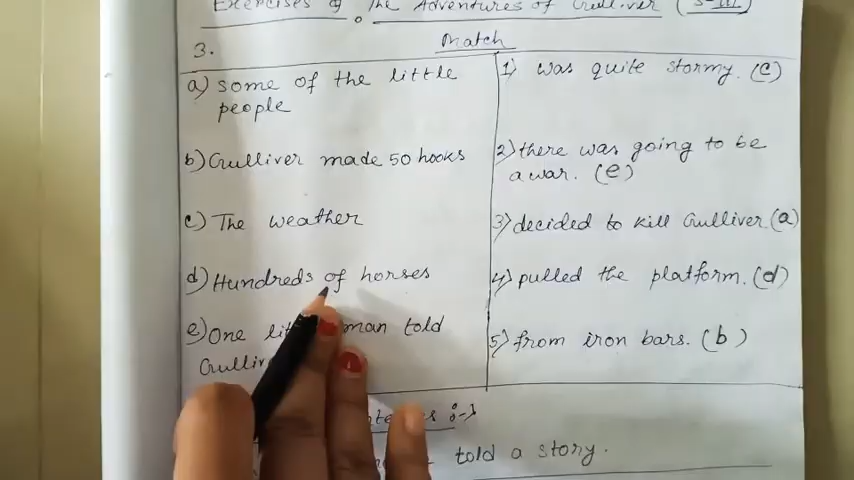 Exercises of The Adventures of Gulliver
3.
Match
a) some of the little
people
b) Gulliver made 50 hooks
c) The weather
d) Hundreds of horses
e) One man told
1) was quite stormy. (c)
2) there was going to be
a war. (e)
3) decided to kill Gulliver. (a)
4) pulled the platform. (d)
5) from iron bars. (b)
told a story.